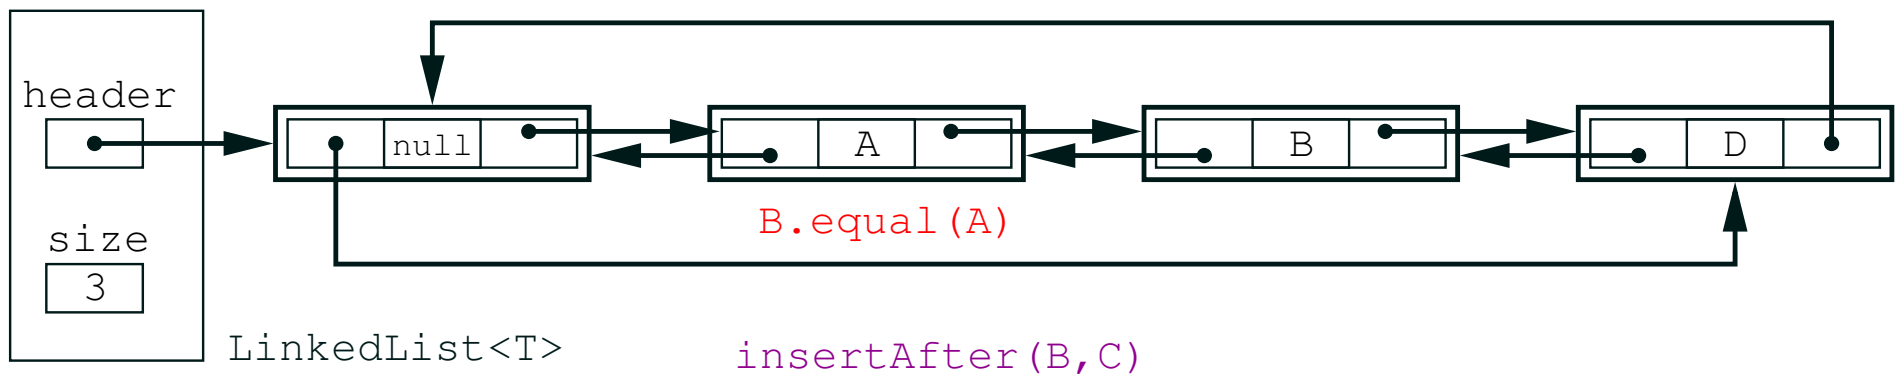 header
null
A
B
D
B.equal(A)
size
3
LinkedList<T>
insertAfter(B,C)